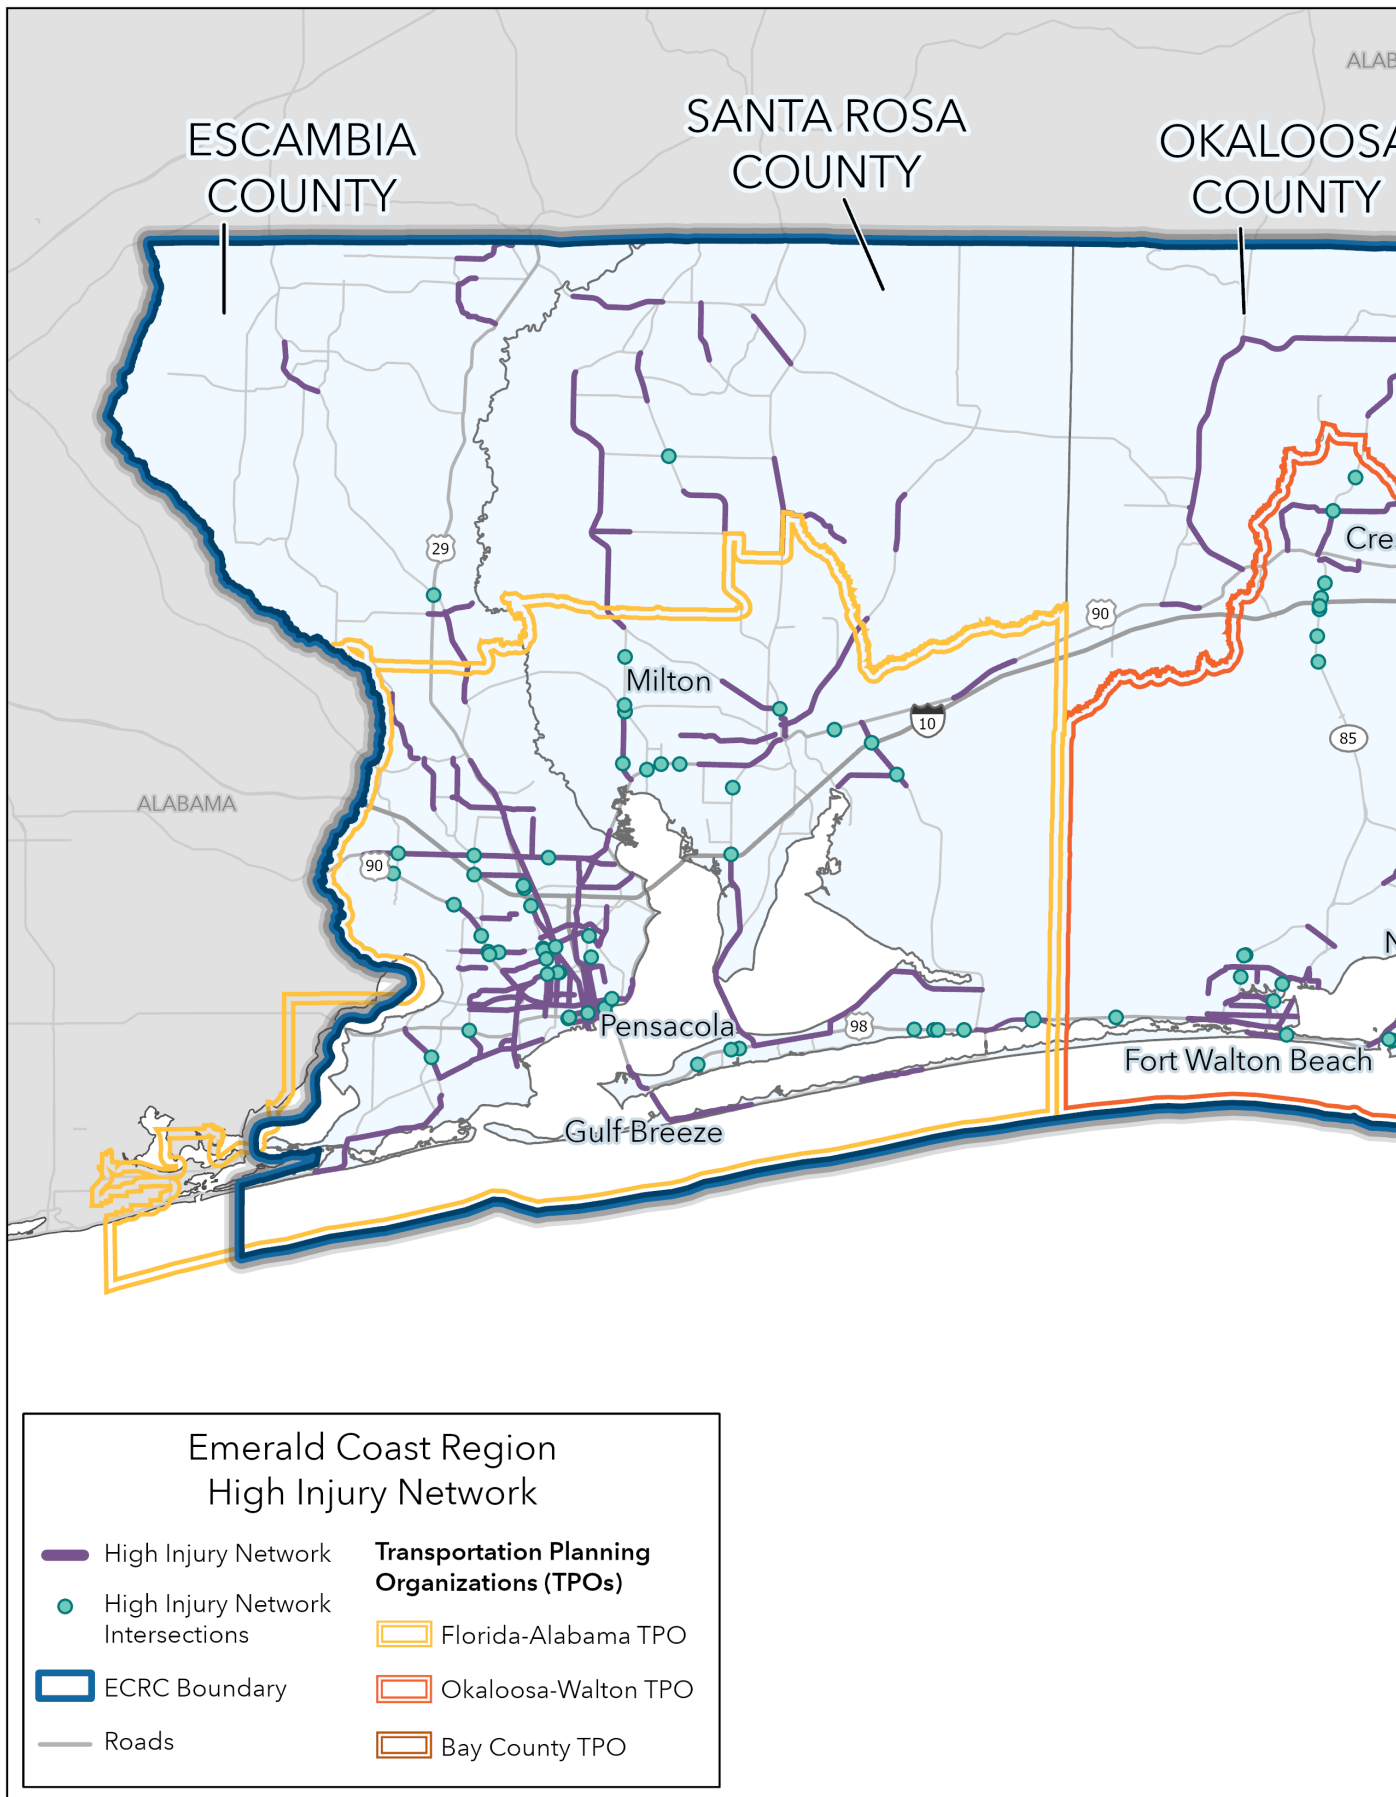 ALAB
ESCAMBIA
COUNTY
SANTA ROSA
COUNTY
OKALOOSA
COUNTY
29
Cre
90
Milton
10
85
ALABAMA
90
N
Pensacola
98
Fort Walton Beach
Gulf Breeze
Emerald Coast Region
High Injury Network
High Injury Network
High Injury Network
Intersections
ECRC Boundary
Roads
Transportation Planning
Organizations (TPOs)
Florida-Alabama TPO
Okaloosa-Walton TPO
Bay County TPO